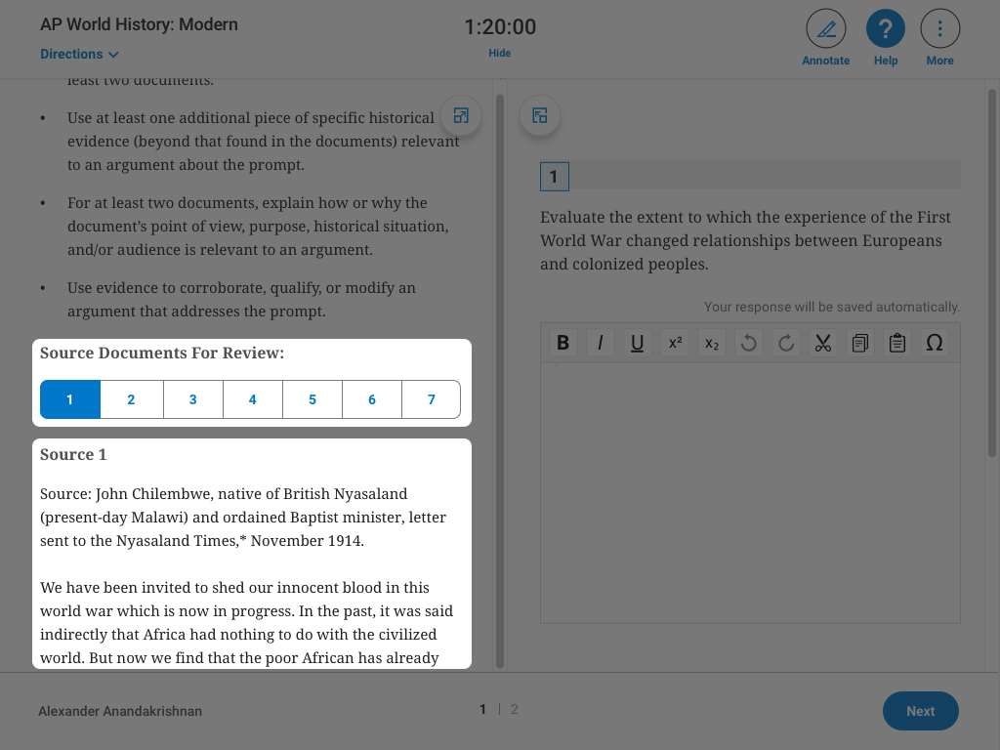 AP World History: Modern
Directions
1:20:00
Hide
Annotate
Help
More
least two documents.
• Use at least one additional piece of specific historical
evidence (beyond that found in the documents) relevant
to an argument about the prompt.
• For at least two documents, explain how or why the
document’s point of view, purpose, historical situation,
and/or audience is relevant to an argument.
• Use evidence to corroborate, qualify, or modify an
argument that addresses the prompt.
Source Documents For Review:
1 2 3 4 5 6 7
Source 1
Source: John Chilembwe, native of British Nyasaland
(present-day Malawi) and ordained Baptist minister, letter
sent to the Nyasaland Times,* November 1914.
We have been invited to shed our innocent blood in this
world war which is now in progress. In the past, it was said
indirectly that Africa had nothing to do with the civilized
world. But now we find that the poor African has already
1
Evaluate the extent to which the experience of the First
World War changed relationships between Europeans
and colonized peoples.
Your response will be saved automatically.
B I U x² x₂ Ω
Alexander Anandakrishnan
1 | 2
Next